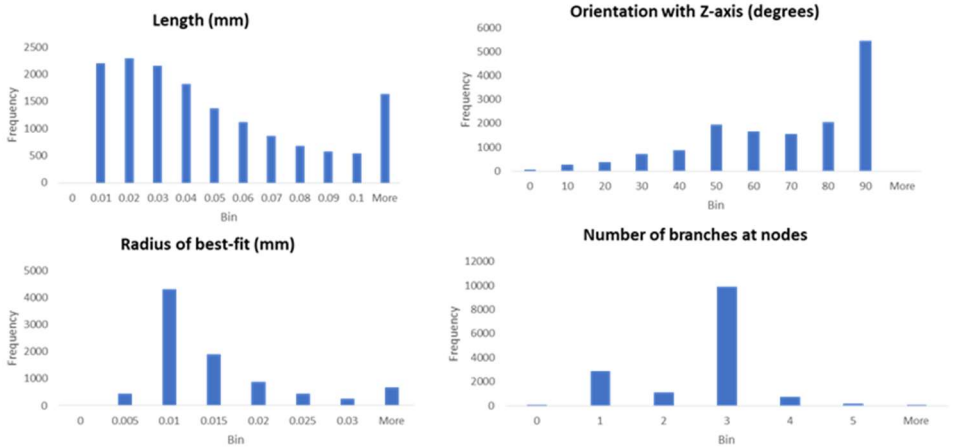 Length (mm)
2500
2000
1500
1000
500
0
Frequency
0 0.01 0.02 0.03 0.04 0.05 0.06 0.07 0.08 0.09 0.1 More
Bin
Orientation with Z-axis (degrees)
6000
5000
4000
3000
2000
1000
0
Frequency
0 10 20 30 40 50 60 70 80 90 More
Bin
Radius of best-fit (mm)
5000
4000
3000
2000
1000
0
Frequency
0 0.005 0.01 0.015 0.02 0.025 0.03 More
Bin
Number of branches at nodes
12000
10000
8000
6000
4000
2000
0
Frequency
0 1 2 3 4 5 More
Bin